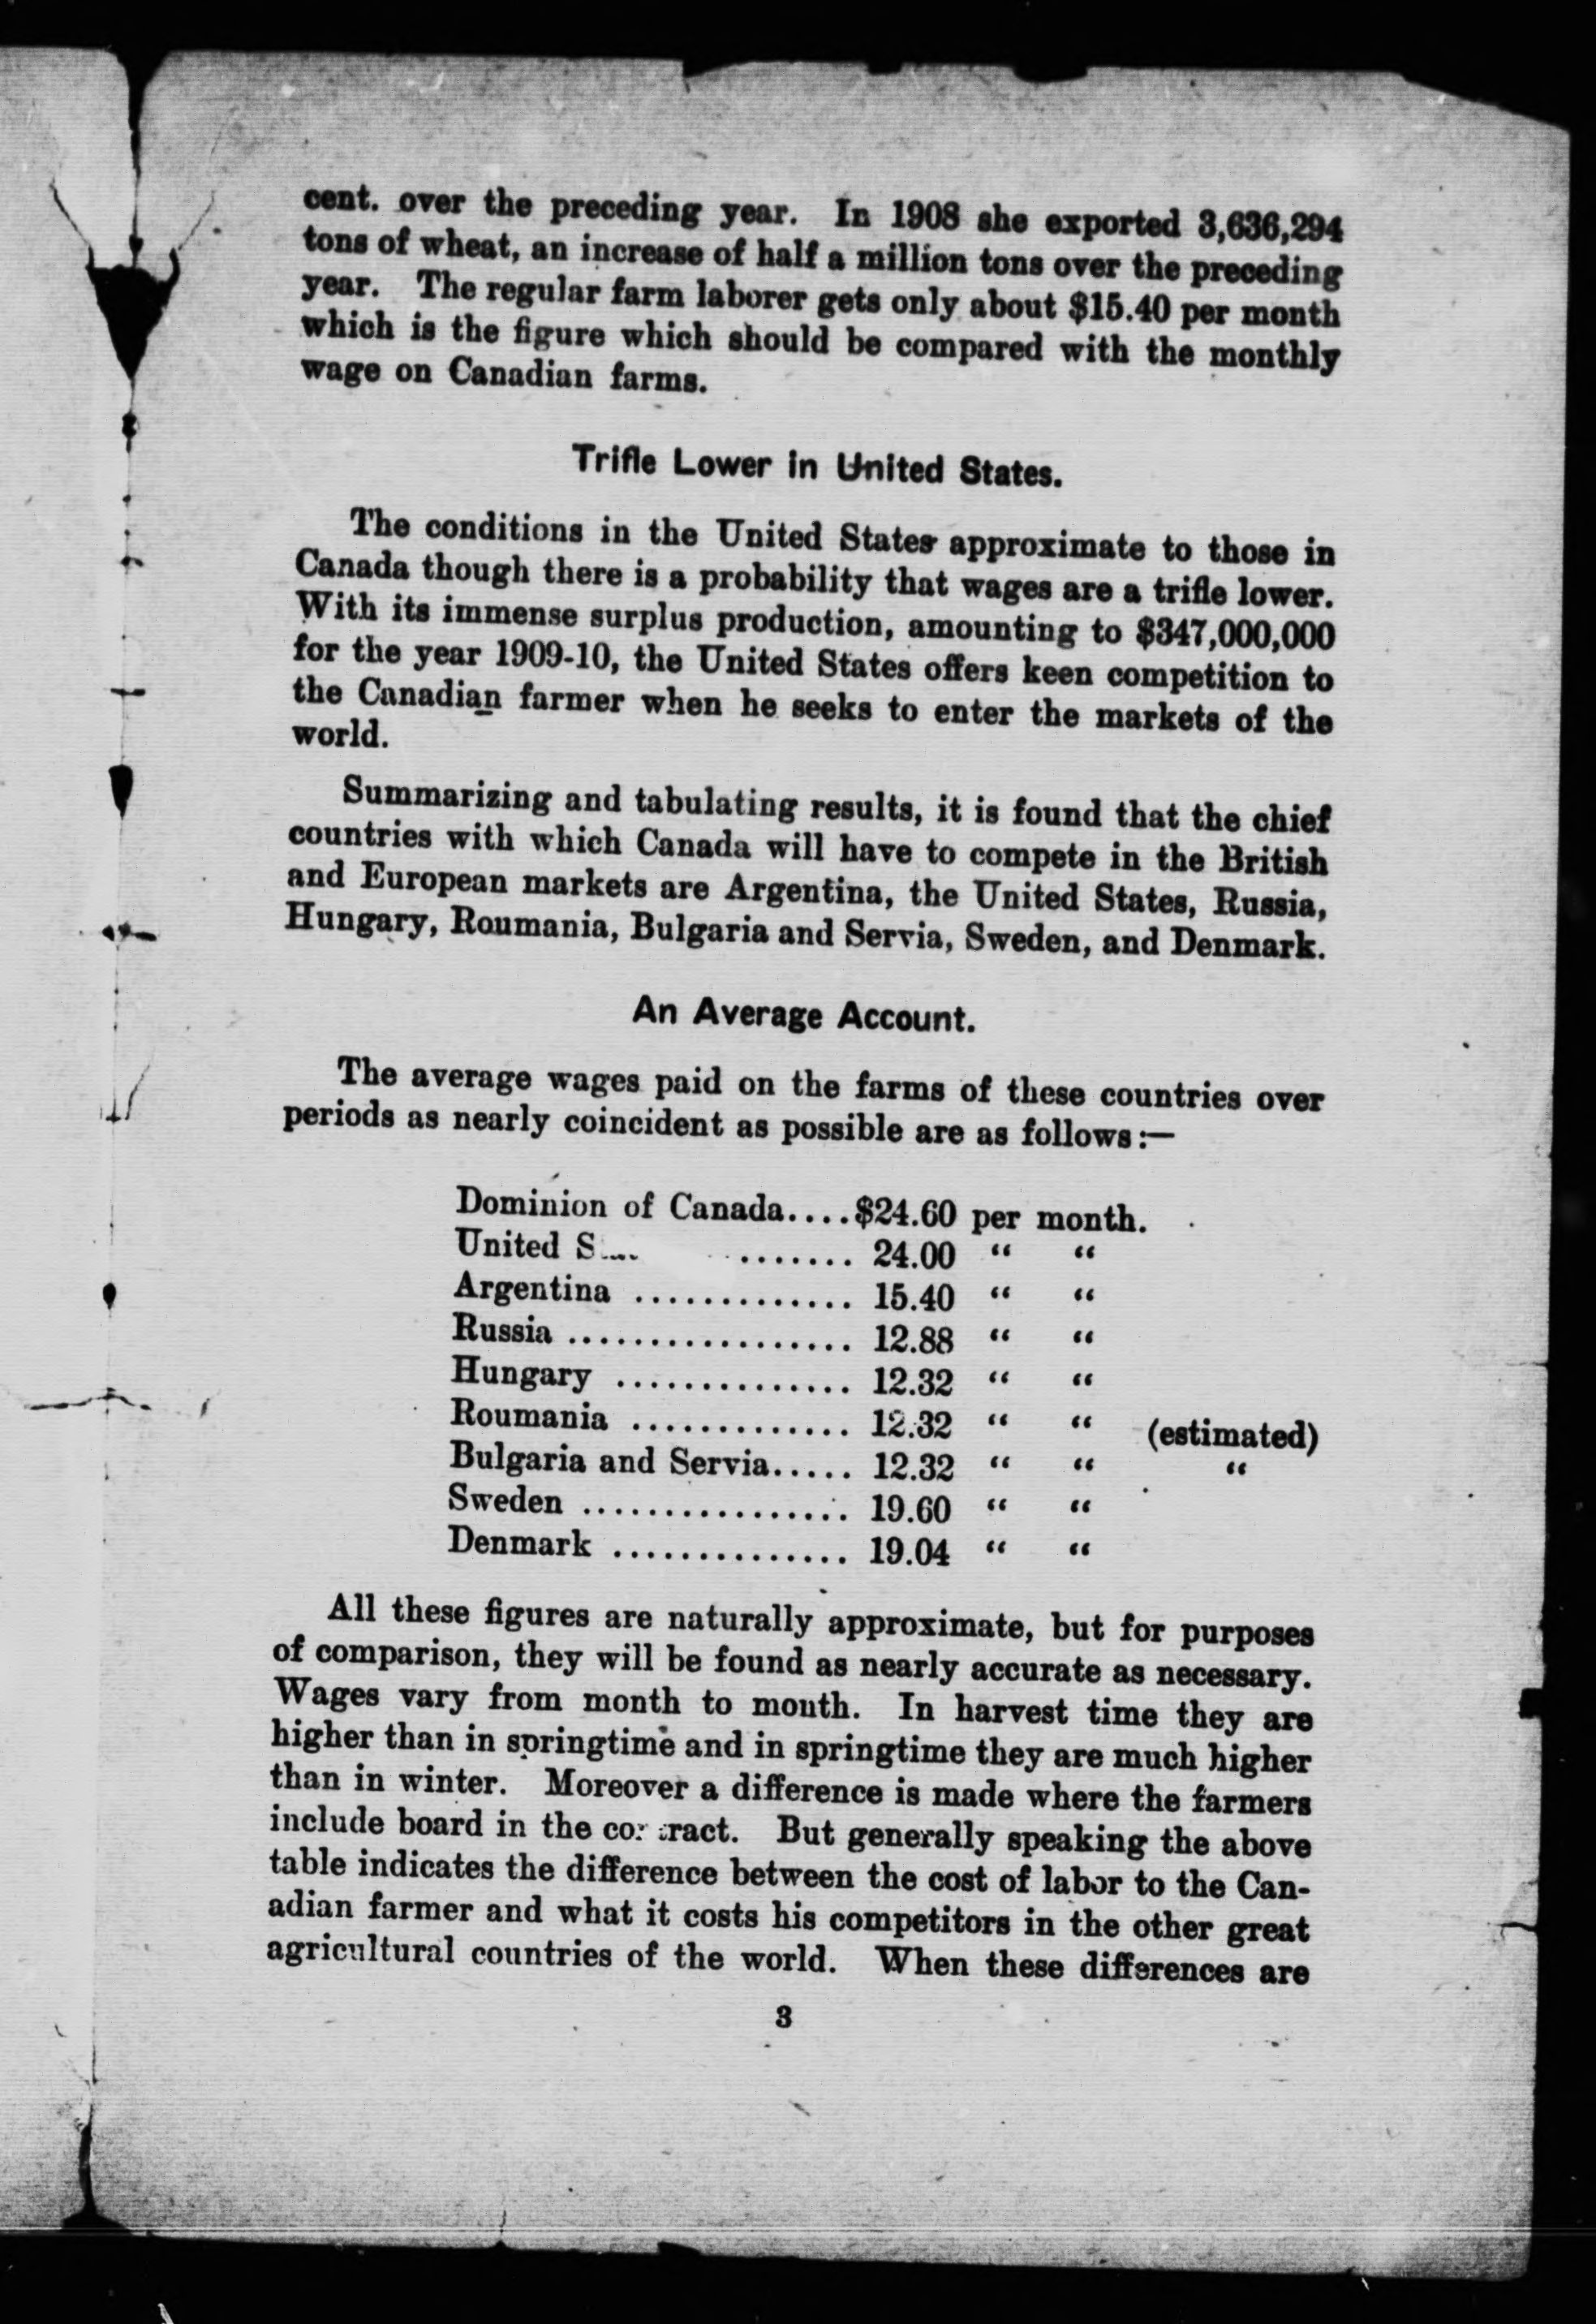 cent. over the preceding year. In 1908 she exported 3,636,294
tons of wheat, an increase of half a million tons over the preceding
year. The regular farm laborer gets only about $15.40 per month
which is the figure which should be compared with the monthly
wage on Canadian farms.
Trifle Lower in United States.
The conditions in the United States approximate to those in
Canada though there is a probability that wages are a trifle lower.
With its immense surplus production, amounting to $347,000,000
for the year 1909-10, the United States offers keen competition to
the Canadian farmer when he seeks to enter the markets of the
world.
Summarizing and tabulating results, it is found that the chief
countries with which Canada will have to compete in the British
and European markets are Argentina, the United States, Russia,
Hungary, Roumania, Bulgaria and Servia, Sweden, and Denmark.
An Average Account.
The average wages paid on the farms of these countries over
periods as nearly coincident as possible are as follows:—
Dominion of Canada....$24.60 per month.
United ....... 24.00 “ “
Argentina ............. 15.40 “ “
Russia ................. 12.88 “ “
Hungary .............. 12.32 “ “
Roumania ............. 12.32 “ “ (estimated)
Bulgaria and Servia..... 12.32 “ “ “
Sweden ................ 19.60 “ “
Denmark .............. 19.04 “ “
All these figures are naturally approximate, but for purposes
of comparison, they will be found as nearly accurate as necessary.
Wages vary from month to month. In harvest time they are
higher than in springtime and in springtime they are much higher
than in winter. Moreover a difference is made where the farmers
include board in the. But generally speaking the above
table indicates the difference between the cost of labor to the Can-
adian farmer and what it costs his competitors in the other great
agricultural countries of the world. When these differences are
3